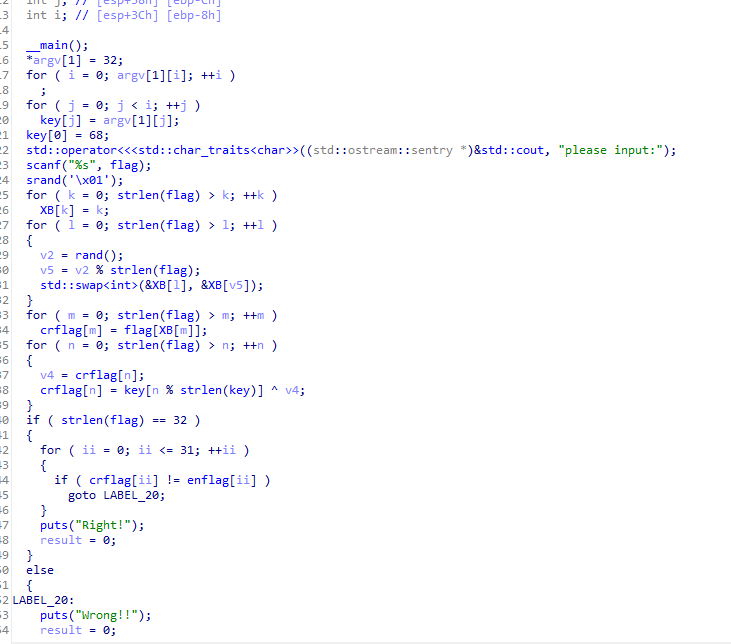 int j; // [esp+38h] [ebp-Ch]
3 int i; // [esp+3Ch] [ebp-8h]
4
5 __main();
6 *argv[1] = 32;
7 for ( i = 0; argv[1][i]; ++i )
8 ;
9 for ( j = 0; j < i; ++j )
0 key[j] = argv[1][j];
1 key[0] = 68;
2 std::operator<<<std::char_traits<char>>((std::ostream::sentry *)&std::cout, "please input:");
3 scanf("%s", flag);
4 srand('\x01');
5 for ( k = 0; strlen(flag) > k; ++k )
6 XB[k] = k;
7 for ( l = 0; strlen(flag) > l; ++l )
8 {
9 v2 = rand();
0 v5 = v2 % strlen(flag);
1 std::swap<int>(&XB[l], &XB[v5]);
2 }
3 for ( m = 0; strlen(flag) > m; ++m )
4 crflag[m] = flag[XB[m]];
5 for ( n = 0; strlen(flag) > n; ++n )
6 {
7 v4 = crflag[n];
8 crflag[n] = key[n % strlen(key)] ^ v4;
9 }
0 if ( strlen(flag) == 32 )
1 {
2 for ( ii = 0; ii <= 31; ++ii )
3 {
4 if ( crflag[ii] != enflag[ii] )
5 goto LABEL_20;
6 }
7 puts("Right!");
8 result = 0;
9 }
0 else
1 {
2 LABEL_20:
3 puts("Wrong!!");
4 result = 0;